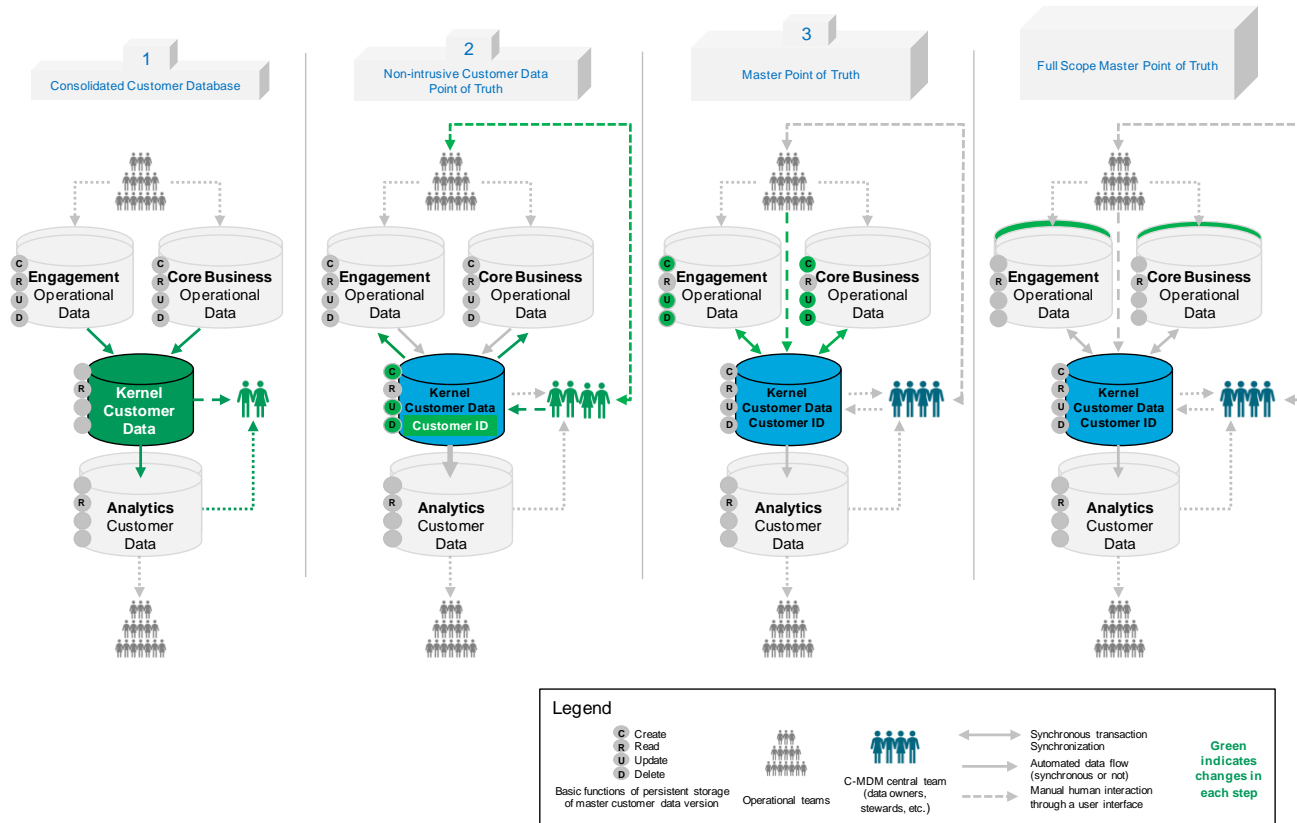 1
Consolidated Customer Database
2
Non-intrusive Customer Data
Point of Truth
3
Master Point of Truth
Full Scope Master Point of Truth
C
R
U
D
Engagement
Operational
Data
C
R
U
D
Core Business
Operational
Data
R
Kernel
Customer
Data
R
Analytics
Customer
Data
C
R
U
D
Engagement
Operational
Data
C
R
U
D
Core Business
Operational
Data
C
R
U
D
Kernel
Customer Data
Customer ID
R
Analytics
Customer
Data
C
R
U
D
Engagement
Operational
Data
C
R
U
D
Core Business
Operational
Data
C
R
U
D
Kernel
Customer Data
Customer ID
R
Analytics
Customer
Data
R
Engagement
Operational
Data
R
Core Business
Operational
Data
C
R
U
D
Kernel
Customer Data
Customer ID
R
Analytics
Customer
Data
Legend
C Create
R Read
U Update
D Delete
Basic functions of persistent storage
of master customer data version
Operational teams
C-MDM central team
(data owners,
stewards, etc.)
Synchronous transaction
Synchronization
Automated data flow
(synchronous or not)
Manual human interaction
through a user interface
Green
indicates
changes in
each step